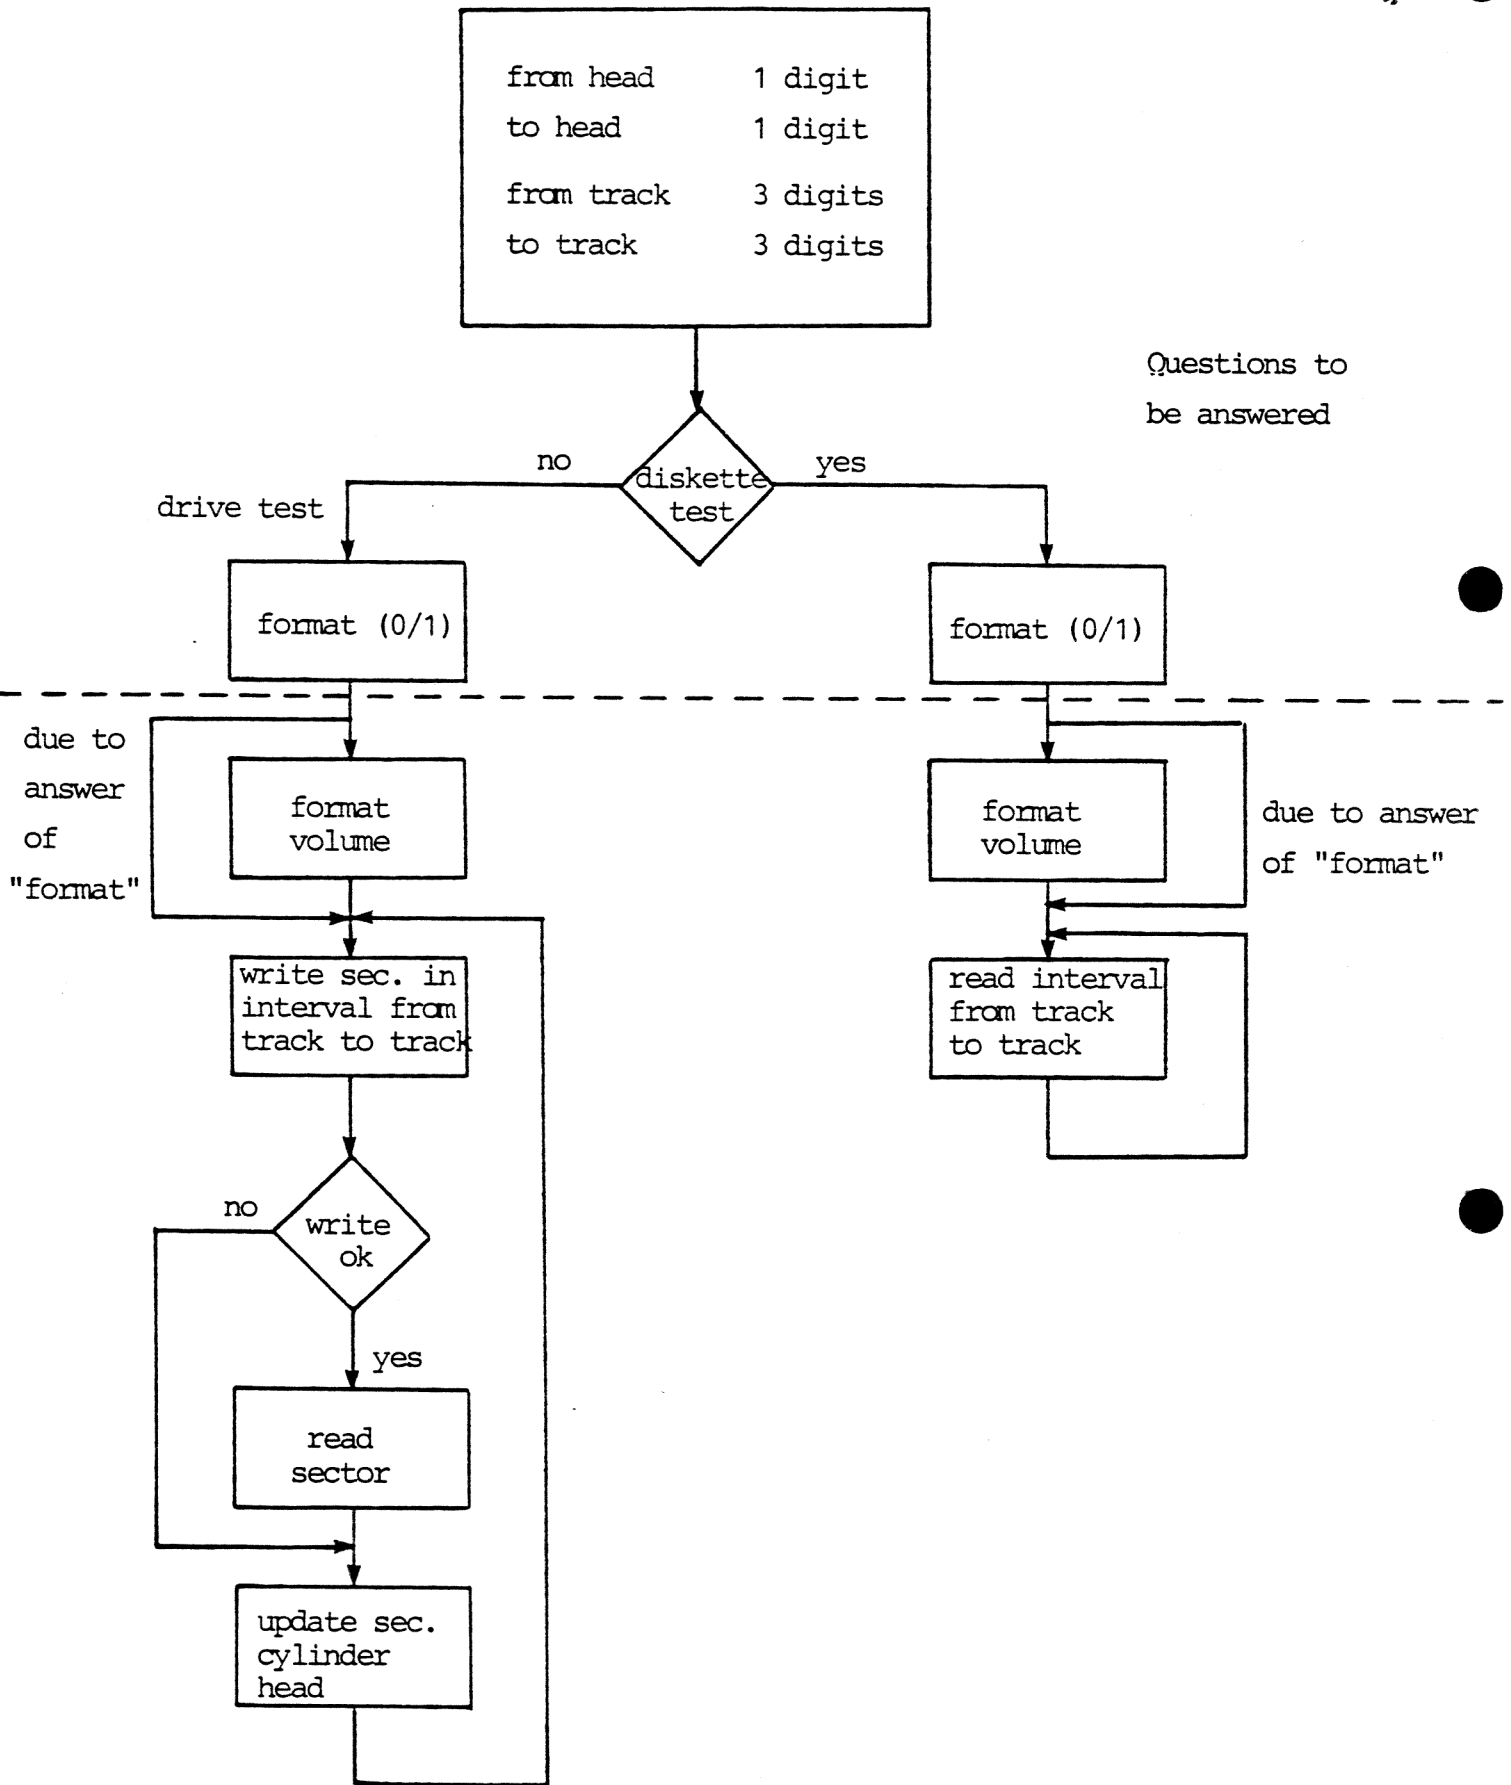 from head 1 digit
to head 1 digit
from track 3 digits
to track 3 digits
Questions to
be answered
no
diskette
test
yes
drive test
format (0/1)
format (0/1)
due to
answer
of
"format"
format
volume
format
volume
due to answer
of "format"
write sec. in
interval from
track to track
read interval
from track
to track
no
write
ok
yes
read
sector
update sec.
cylinder
head